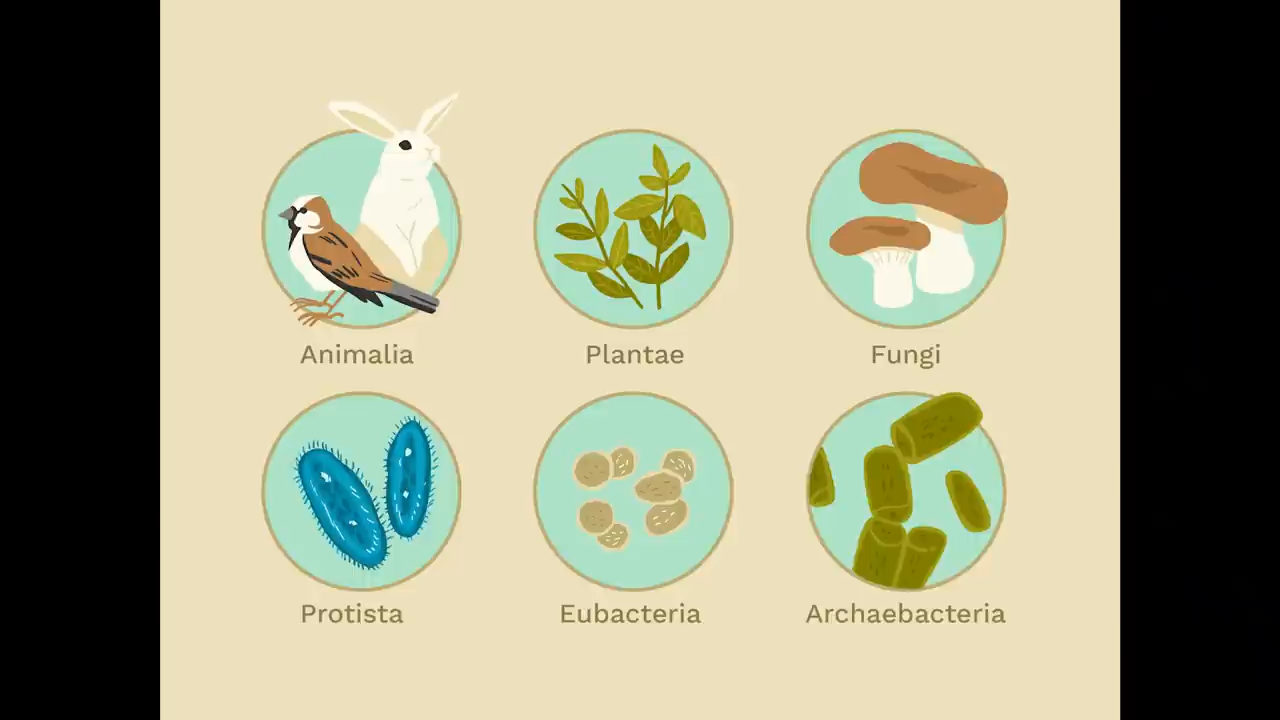 Animalia
Plantae
Fungi
Protista
Eubacteria
Archaebacteria